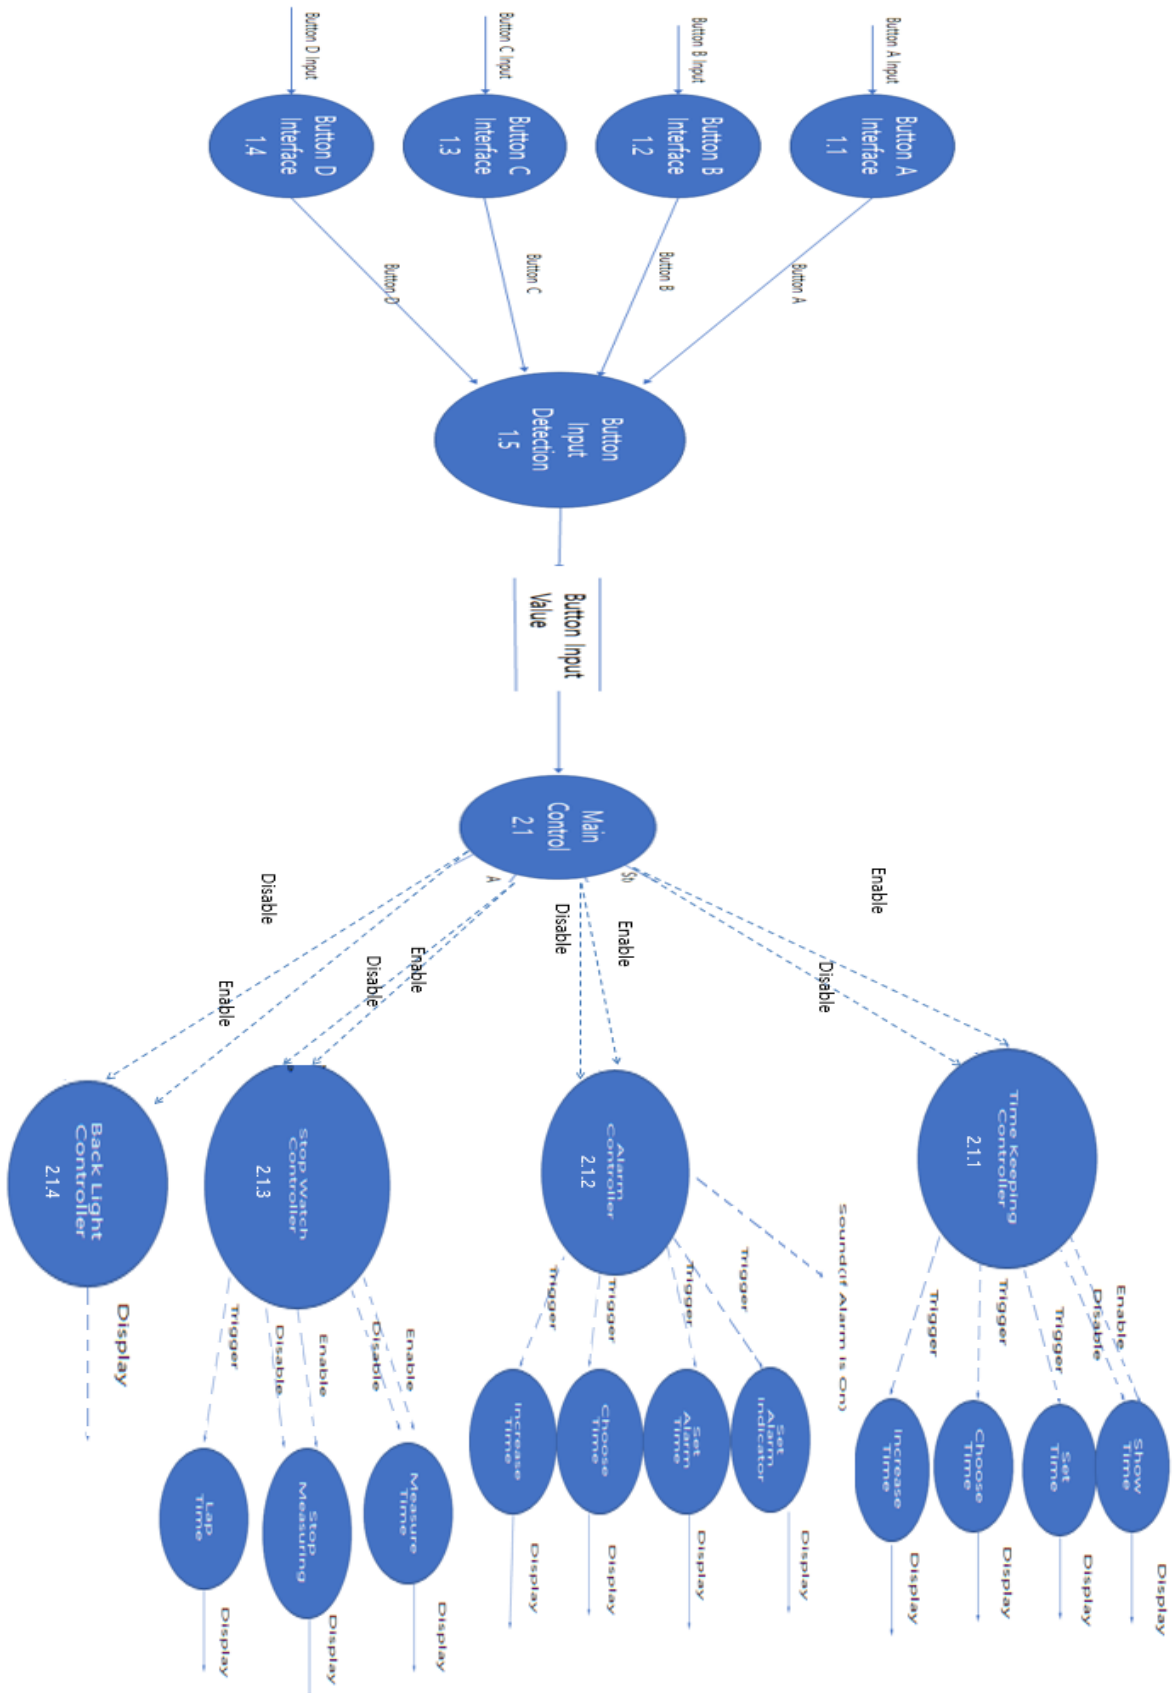 Button A Input
Button A
Interface
1.1
Button A
Button B Input
Button B
Interface
1.2
Button B
Button C Input
Button C
Interface
1.3
Button C
Button D Input
Button D
Interface
1.4
Button D
Button
Input
Detection
1.5
Button Input
Value
Main
Control
2.1
Sh
A
Enable
Disable
Enable
Disable
Enable
Disable
Enable
Disable
Time Keeping
Controller
2.1.1
Enable
Disable
Trigger
Trigger
Trigger
Show
Time
Display
Set
Time
Display
Choose
Time
Display
Increase
Time
Display
Sound(if Alarm is On)
Alarm
Controller
2.1.2
Trigger
Trigger
Trigger
Trigger
Set
Alarm
Indicator
Display
Set
Alarm
Time
Display
Choose
Time
Increase
Time
Display
Stop Watch
Controller
2.1.3
Enable
Disable
Enable
Disable
Trigger
Measure
Time
Display
Stop
Measuring
Display
Lap
Time
Display
Back Light
Controller
2.1.4
Display